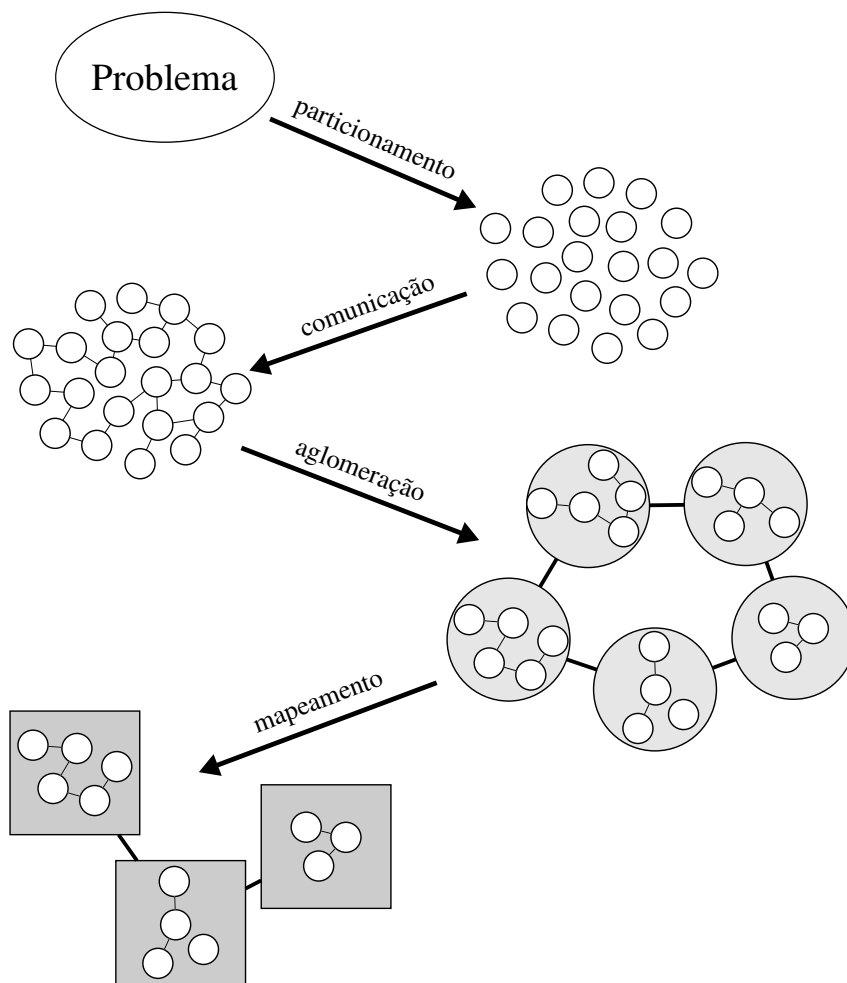 Problema
particionamento
comunicação
aglomeração
mapeamento